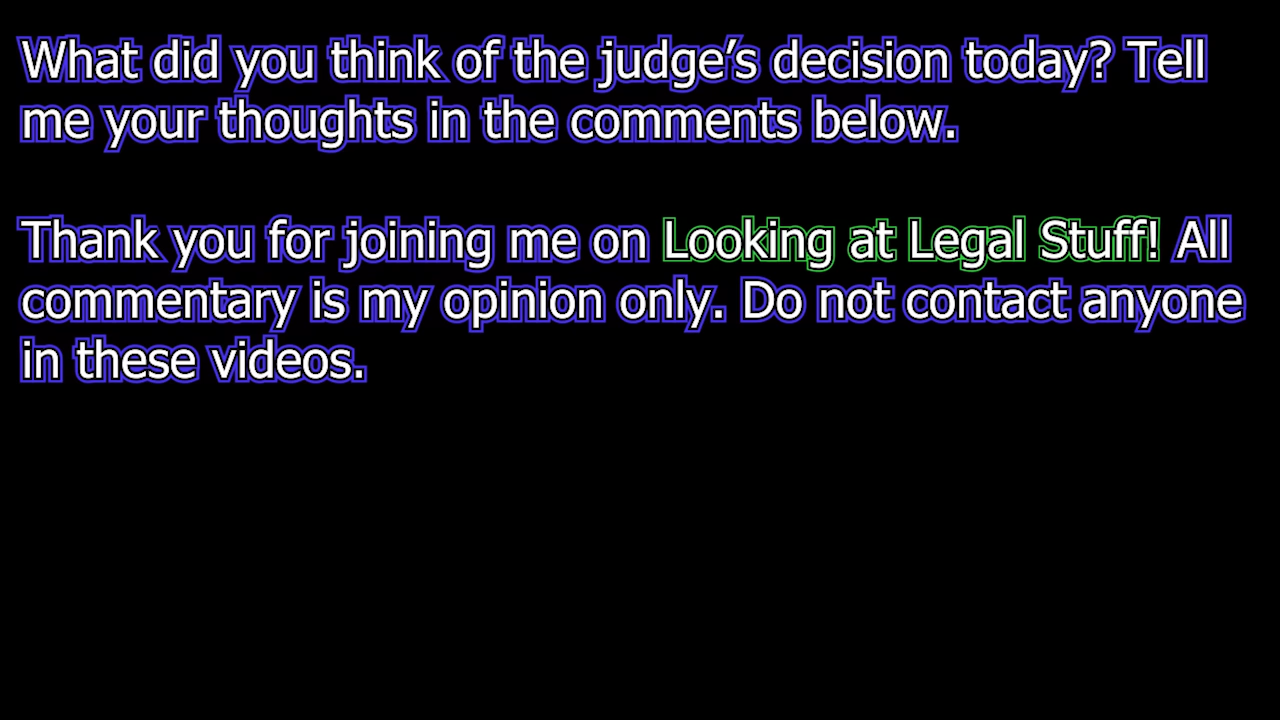 What did you think of the judge’s decision today? Tell
me your thoughts in the comments below.
Thank you for joining me on Looking at Legal Stuff! All
commentary is my opinion only. Do not contact anyone
in these videos.